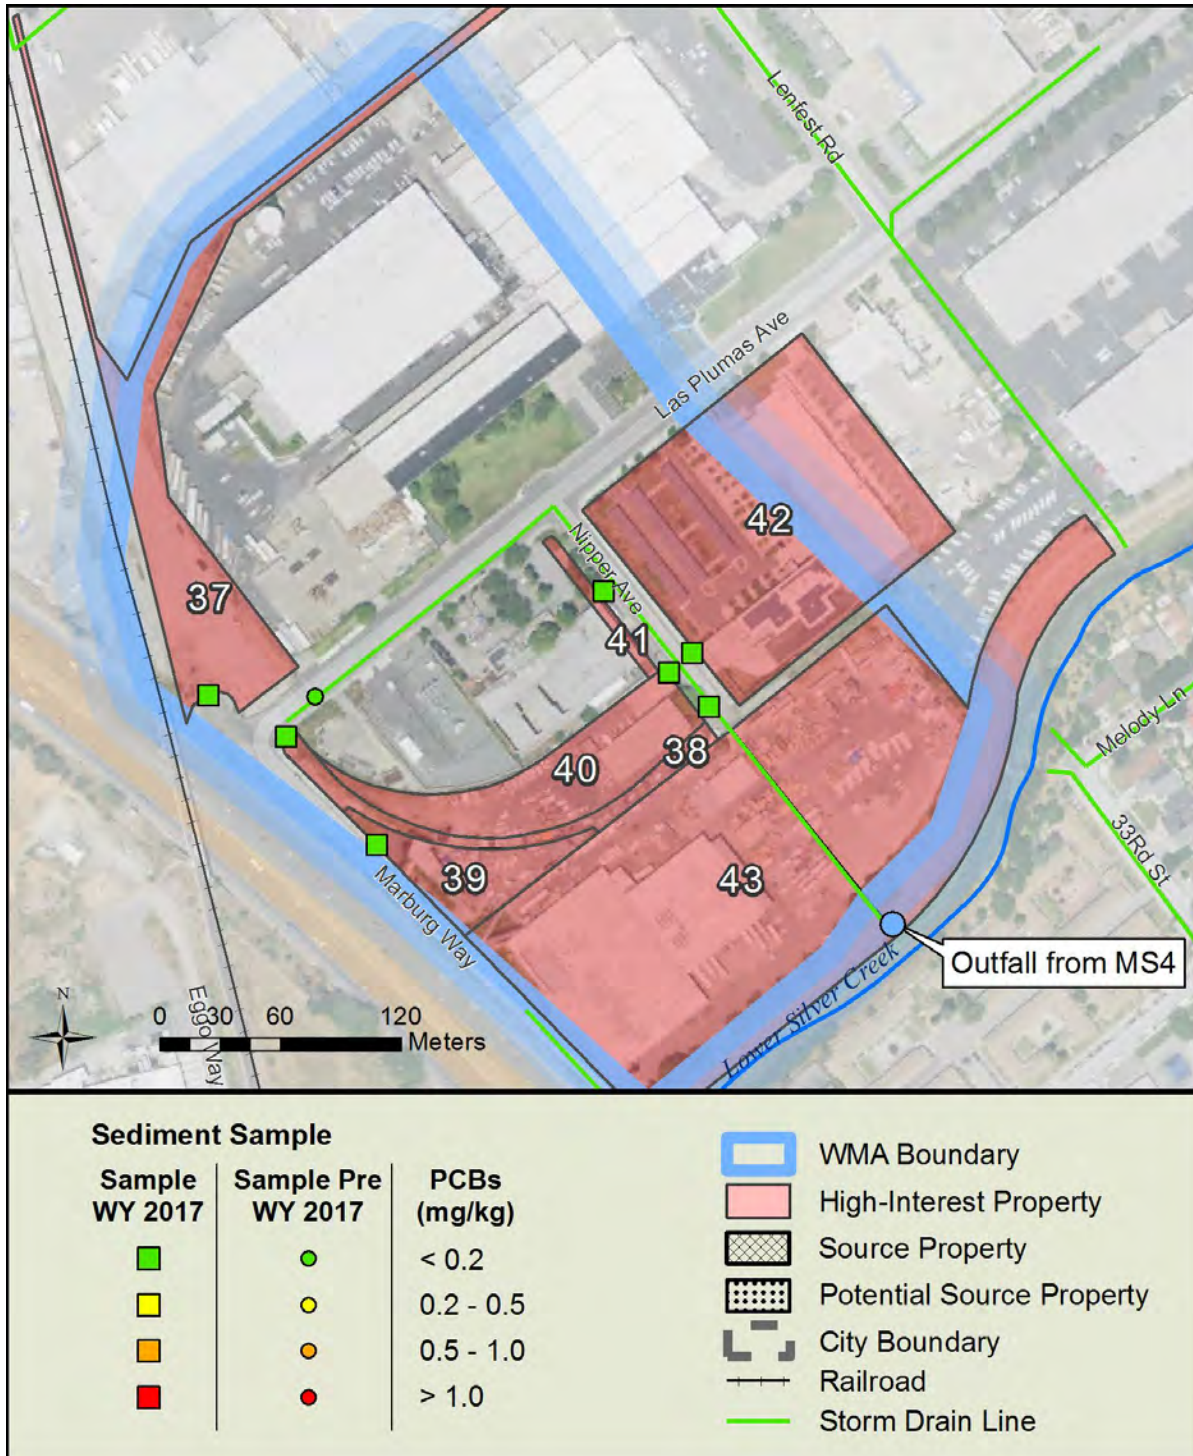 Lenfest Rd
Las Plumas Ave
42
Nipper Ave
37
41
Melody Ln
40
38
33Rd St
39
43
Marburg Way
Outfall from MS4
Lower Silver Creek
N
Eggo Way
0 30 60 120
Meters
Sediment Sample
Sample WY 2017
Sample Pre WY 2017
PCBs (mg/kg)
< 0.2
0.2 - 0.5
0.5 - 1.0
> 1.0
WMA Boundary
High-Interest Property
Source Property
Potential Source Property
City Boundary
Railroad
Storm Drain Line